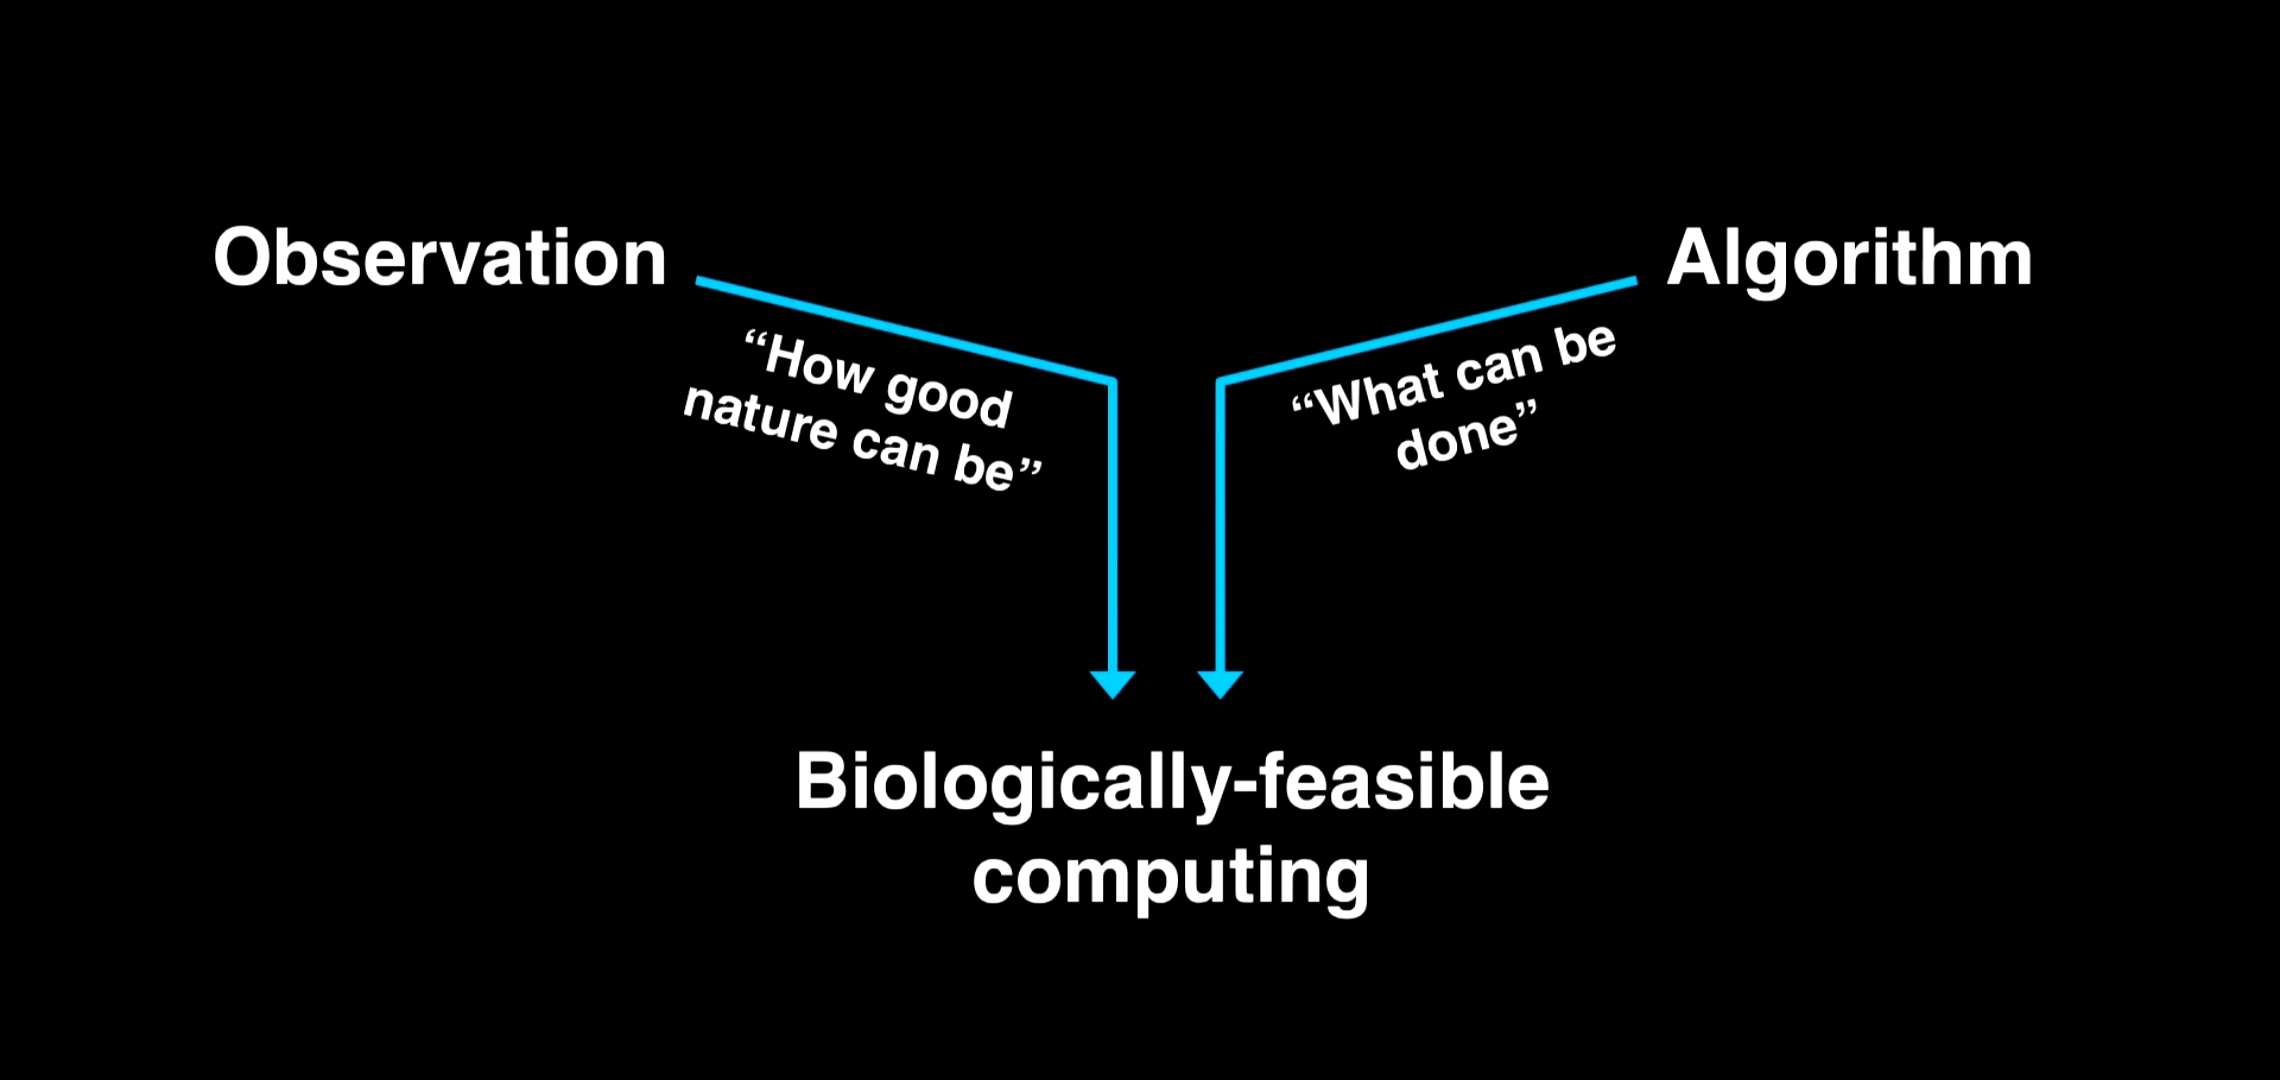 Observation
Algorithm
“How good
nature can be”
“What can be
done”
Biologically-feasible
computing